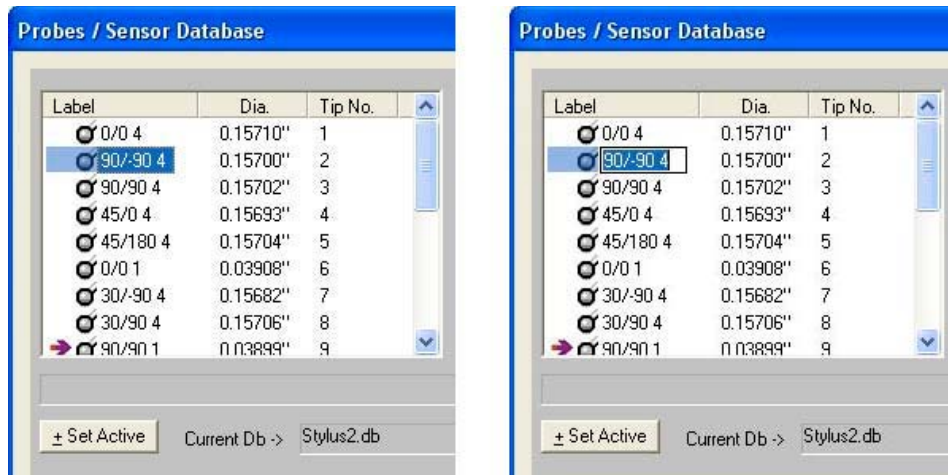 Probes / Sensor Database
Label Dia. Tip No.
0/0 4 0.15710" 1
90/-90 4 0.15700" 2
90/90 4 0.15702" 3
45/0 4 0.15693" 4
45/180 4 0.15704" 5
0/0 1 0.03908" 6
30/-90 4 0.15682" 7
30/90 4 0.15706" 8
90/90 1 0.03899" 9
± Set Active Current Db -> Stylus2.db
Probes / Sensor Database
Label Dia. Tip No.
0/0 4 0.15710" 1
90/-90 4 0.15700" 2
90/90 4 0.15702" 3
45/0 4 0.15693" 4
45/180 4 0.15704" 5
0/0 1 0.03908" 6
30/-90 4 0.15682" 7
30/90 4 0.15706" 8
90/90 1 0.03899" 9
± Set Active Current Db -> Stylus2.db